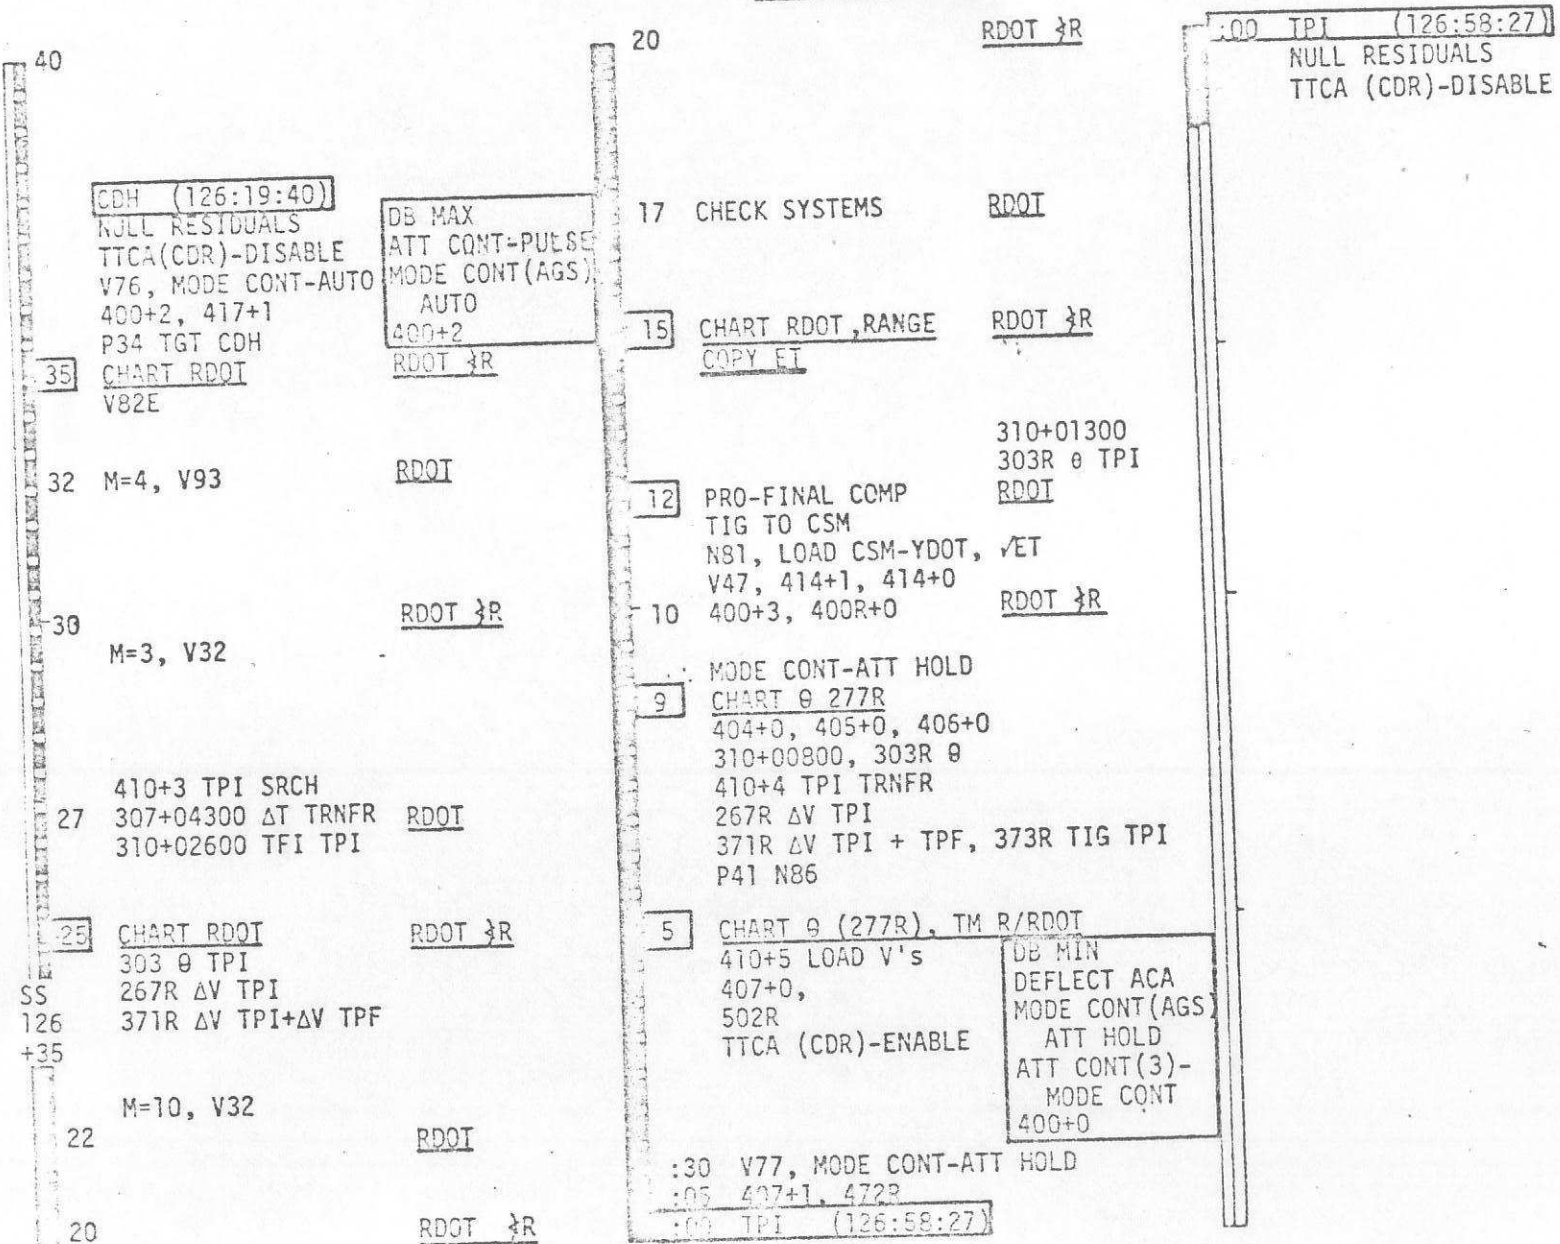 40
CDH (126:19:40)
NULL RESIDUALS
TTCA(CDR)-DISABLE
V76, MODE CONT-AUTO
400+2, 417+1
P34 TGT CDH
DB MAX
ATT CONT-PULSE
MODE CONT(AGS)
AUTO
400+2
35 CHART RDOT RDOT ∢R
V82E
32 M=4, V93 RDOT
30 RDOT ∢R
M=3, V32
410+3 TPI SRCH
27 307+04300 ΔT TRNFR RDOT
310+02600 TFI TPI
25 CHART RDOT RDOT ∢R
303 θ TPI
SS 267R ΔV TPI
126 371R ΔV TPI+ΔV TPF
+35
M=10, V32
22 RDOT
20 RDOT ∢R
20 RDOT ∢R
17 CHECK SYSTEMS RDOT
15 CHART RDOT,RANGE RDOT ∢R
COPY ET
310+01300
303R θ TPI
12 PRO-FINAL COMP RDOT
TIG TO CSM
N81, LOAD CSM-YDOT, √ET
V47, 414+1, 414+0
10 400+3, 400R+0 RDOT ∢R
MODE CONT-ATT HOLD
9 CHART θ 277R
404+0, 405+0, 406+0
310+00800, 303R θ
410+4 TPI TRNFR
267R ΔV TPI
371R ΔV TPI + TPF, 373R TIG TPI
P41 N86
5 CHART θ (277R), TM R/RDOT
410+5 LOAD V's
407+0,
502R
TTCA (CDR)-ENABLE
DB MIN
DEFLECT ACA
MODE CONT(AGS)
ATT HOLD
ATT CONT(3)-
MODE CONT
400+0
:30 V77, MODE CONT-ATT HOLD
:05 407+1, 472R
:00 TPI (126:58:27)
:00 TPI (126:58:27)
NULL RESIDUALS
TTCA (CDR)-DISABLE